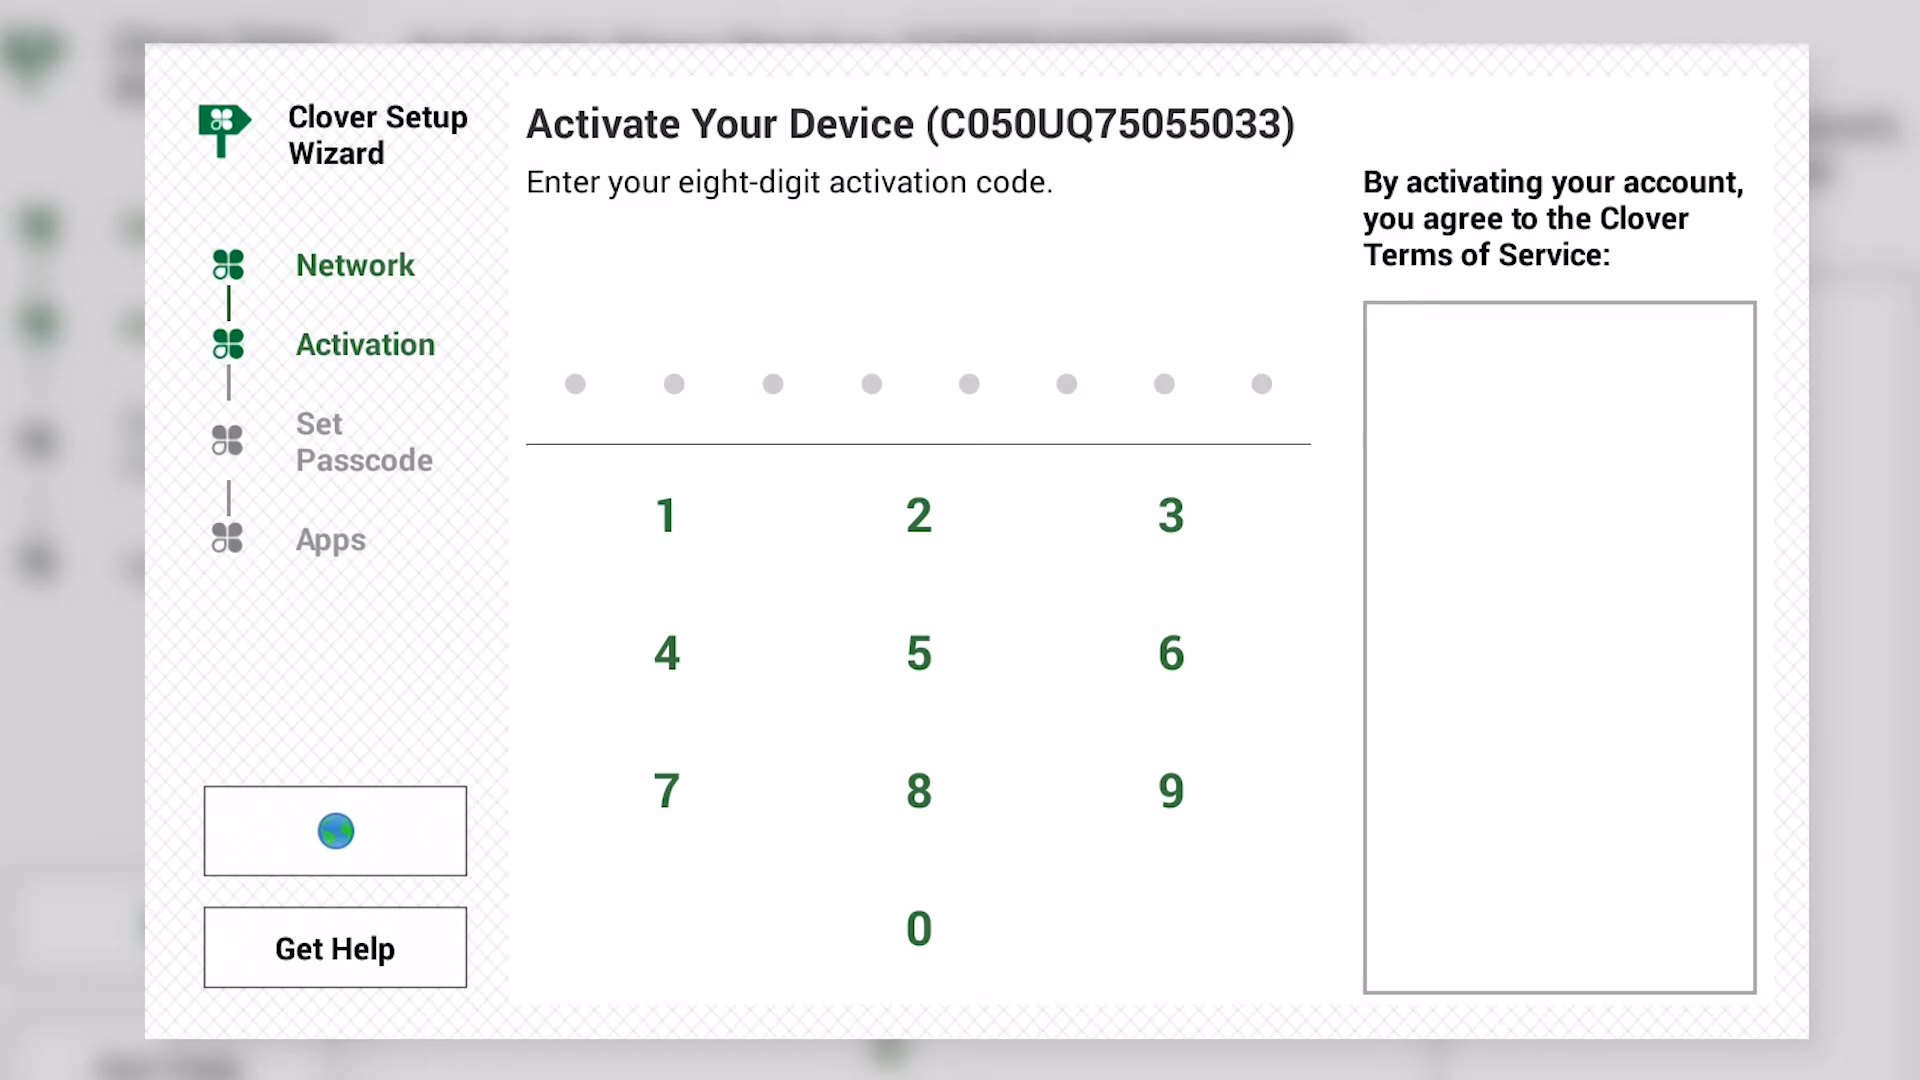 Clover Setup
Wizard
Network
Activation
Set
Passcode
Apps
Get Help
Activate Your Device (C050UQ75055033)
Enter your eight-digit activation code.
1 2 3
4 5 6
7 8 9
0
By activating your account,
you agree to the Clover
Terms of Service: